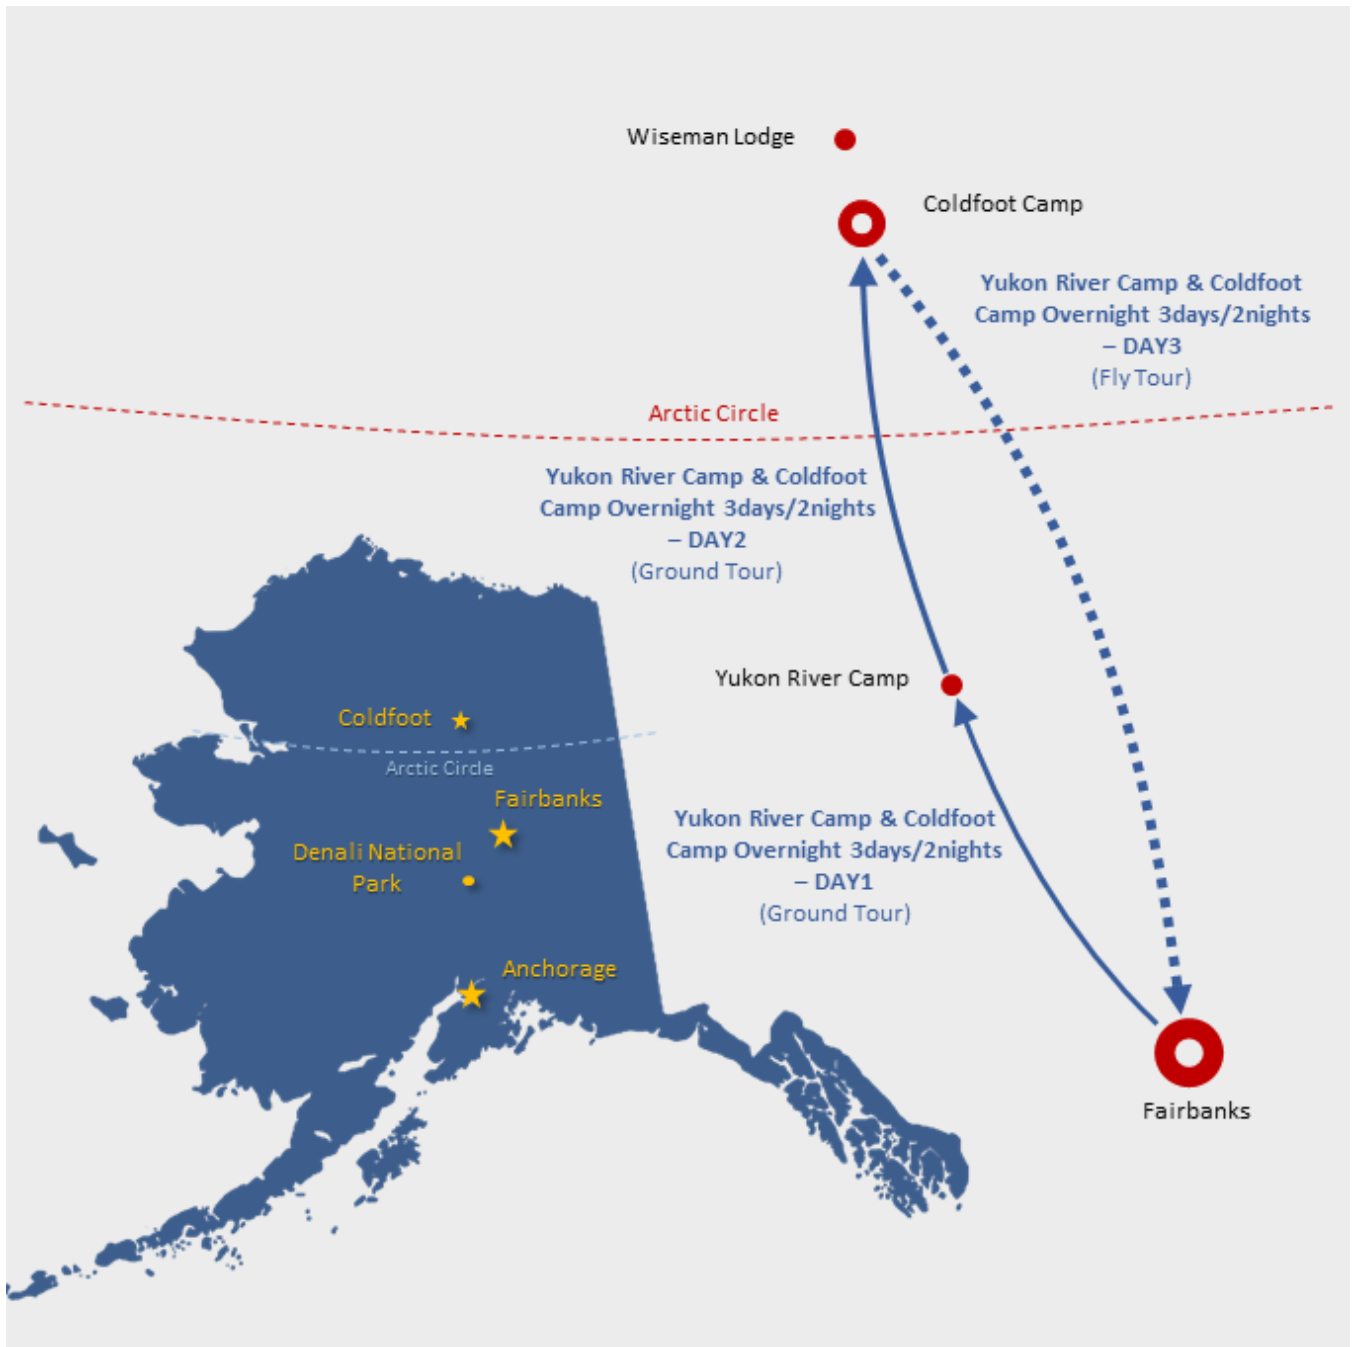 Wiseman Lodge
Coldfoot Camp
Yukon River Camp & Coldfoot
Camp Overnight 3days/2nights
– DAY3
(Fly Tour)
Arctic Circle
Yukon River Camp & Coldfoot
Camp Overnight 3days/2nights
– DAY2
(Ground Tour)
Yukon River Camp
Coldfoot
Arctic Circle
Fairbanks
Denali National
Park
Yukon River Camp & Coldfoot
Camp Overnight 3days/2nights
– DAY1
(Ground Tour)
Anchorage
Fairbanks